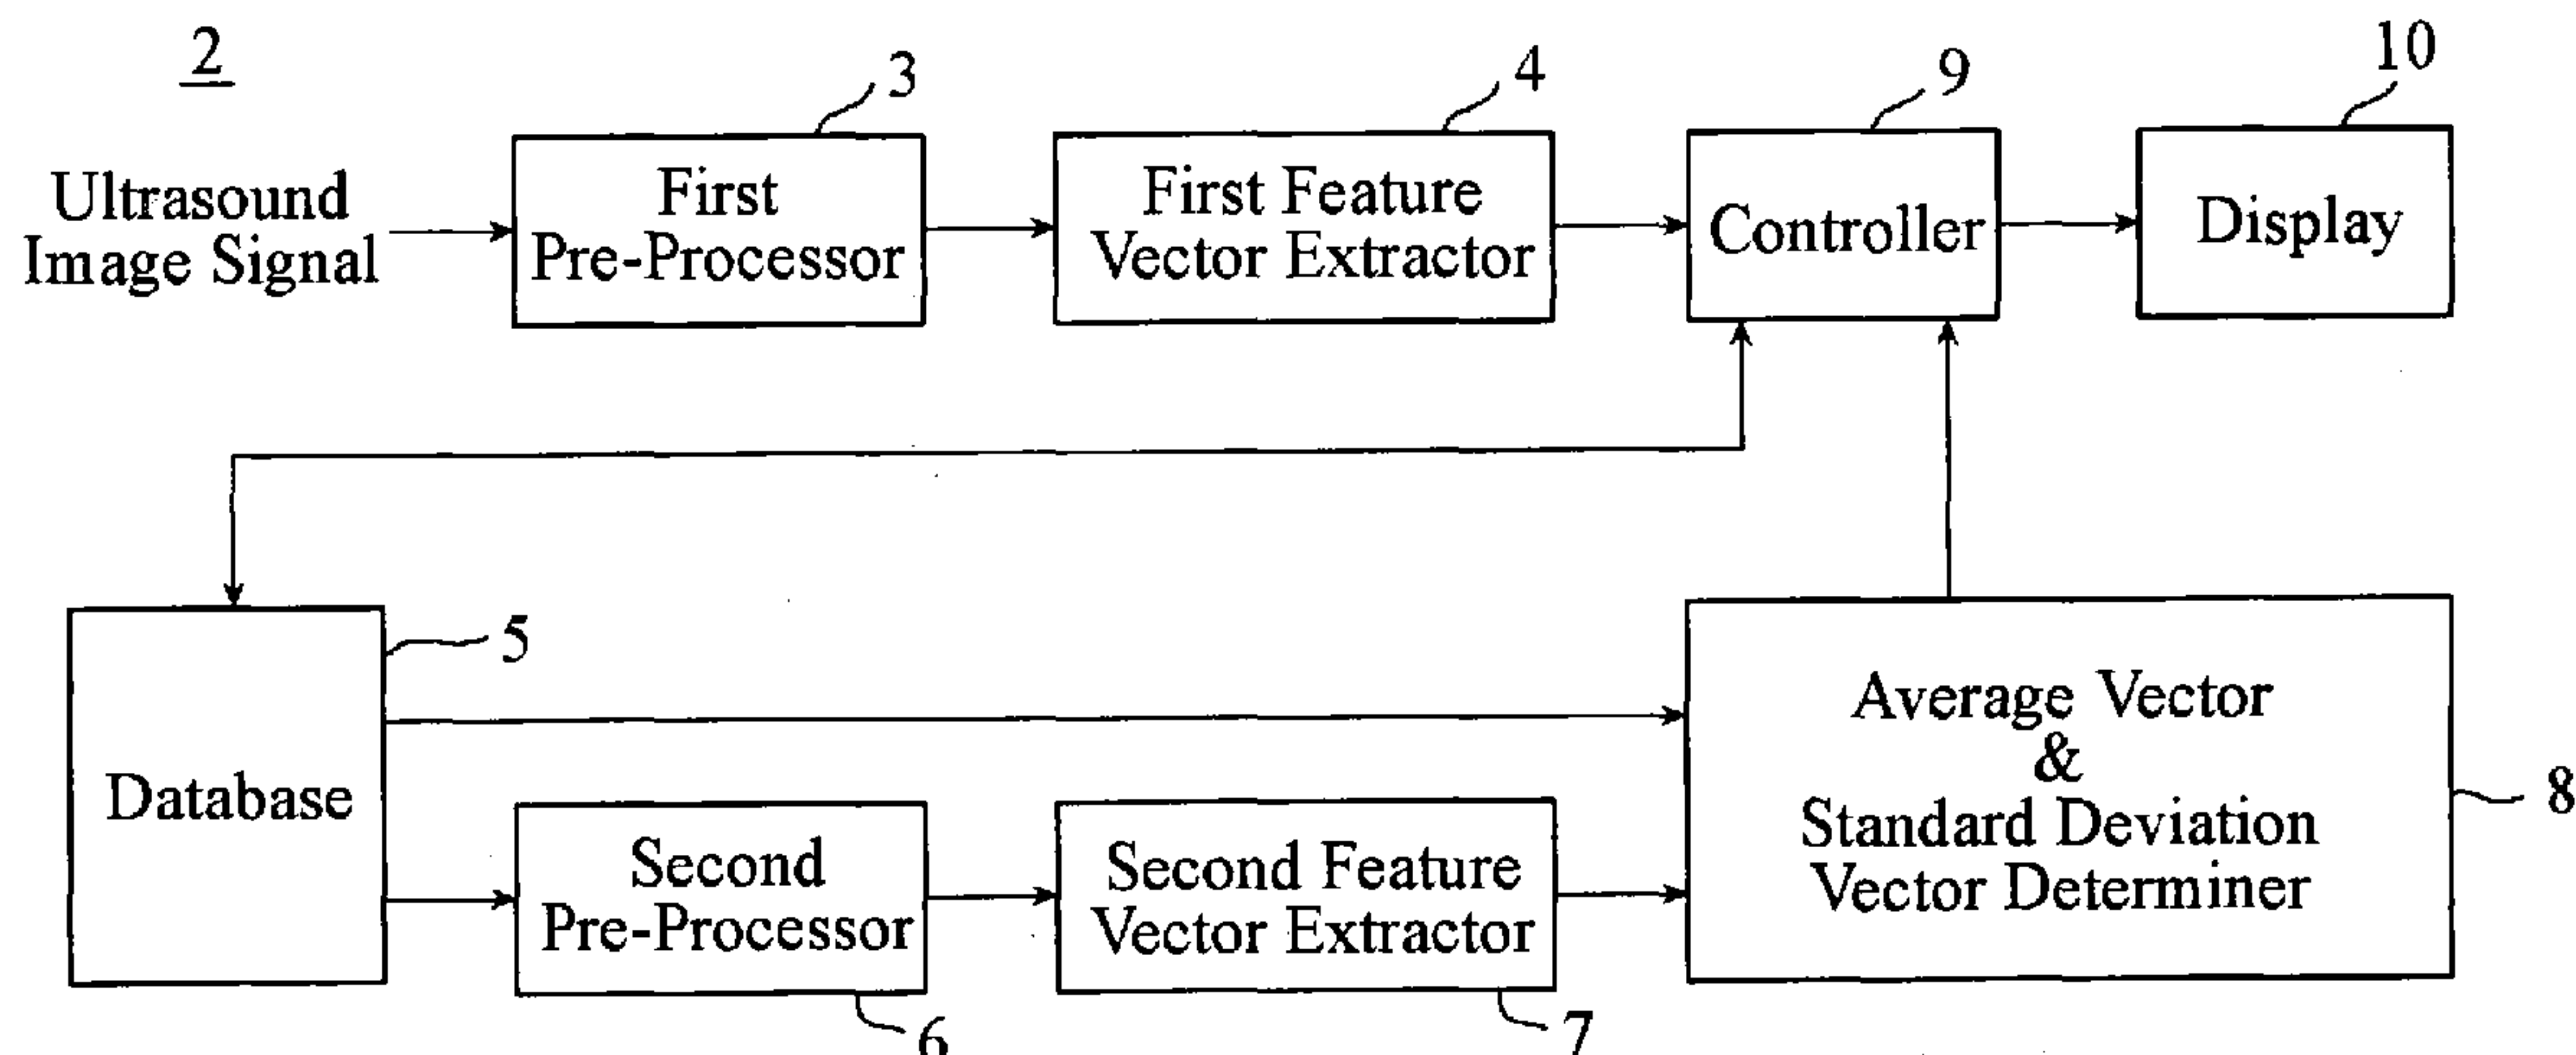 2
3
4
9
10
Ultrasound
Image Signal
First
Pre-Processor
First Feature
Vector Extractor
Controller
Display
5
Database
Second
Pre-Processor
6
Second Feature
Vector Extractor
7
Average Vector
&
Standard Deviation
Vector Determiner
8